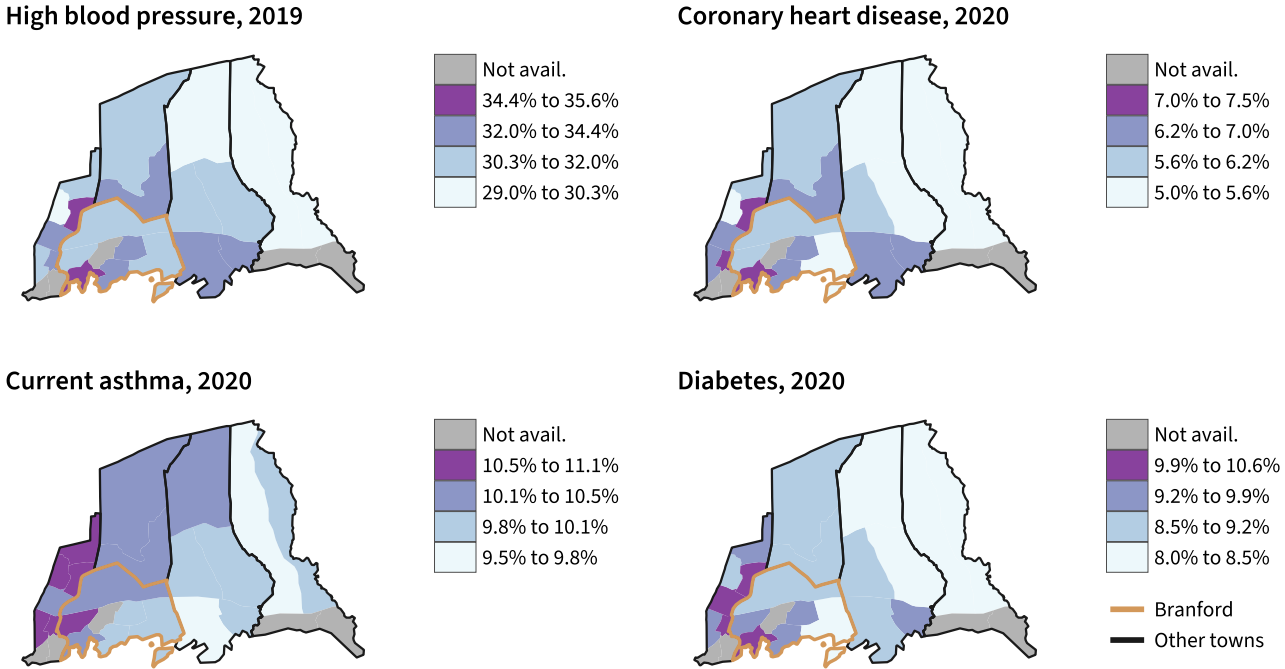 High blood pressure, 2019
Not avail.
34.4% to 35.6%
32.0% to 34.4%
30.3% to 32.0%
29.0% to 30.3%
Coronary heart disease, 2020
Not avail.
7.0% to 7.5%
6.2% to 7.0%
5.6% to 6.2%
5.0% to 5.6%
Current asthma, 2020
Not avail.
10.5% to 11.1%
10.1% to 10.5%
9.8% to 10.1%
9.5% to 9.8%
Diabetes, 2020
Not avail.
9.9% to 10.6%
9.2% to 9.9%
8.5% to 9.2%
8.0% to 8.5%
Branford
Other towns